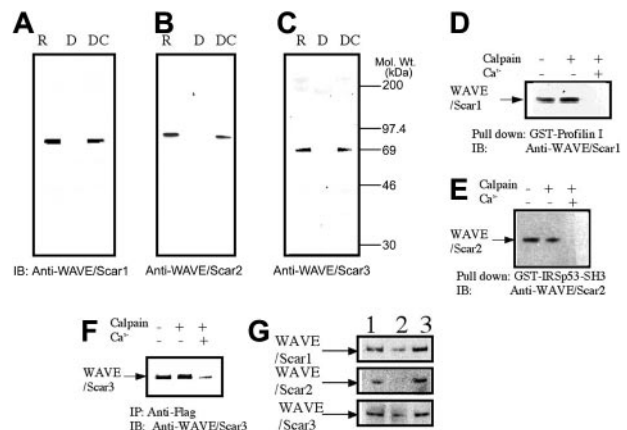 A
B
C
D
R D DC
R D DC
R D DC
Mol. Wt.
(kDa)
200
97.4
69
46
30
IB: Anti-WAVE/Scar1
Anti-WAVE/Scar2
Anti-WAVE/Scar3
Calpain - + +
Ca²⁺ - - +
WAVE
/Scar1
Pull down: GST-Profilin I
IB: Anti-WAVE/Scar1
E
Calpain - + +
Ca²⁺ - - +
WAVE
/Scar2
Pull down: GST-IRSp53-SH3
IB: Anti-WAVE/Scar2
F
Calpain - + +
Ca²⁺ - - +
WAVE
/Scar3
IP: Anti-Flag
IB: Anti-WAVE/Scar3
G
1 2 3
WAVE
/Scar1
WAVE
/Scar2
WAVE
/Scar3